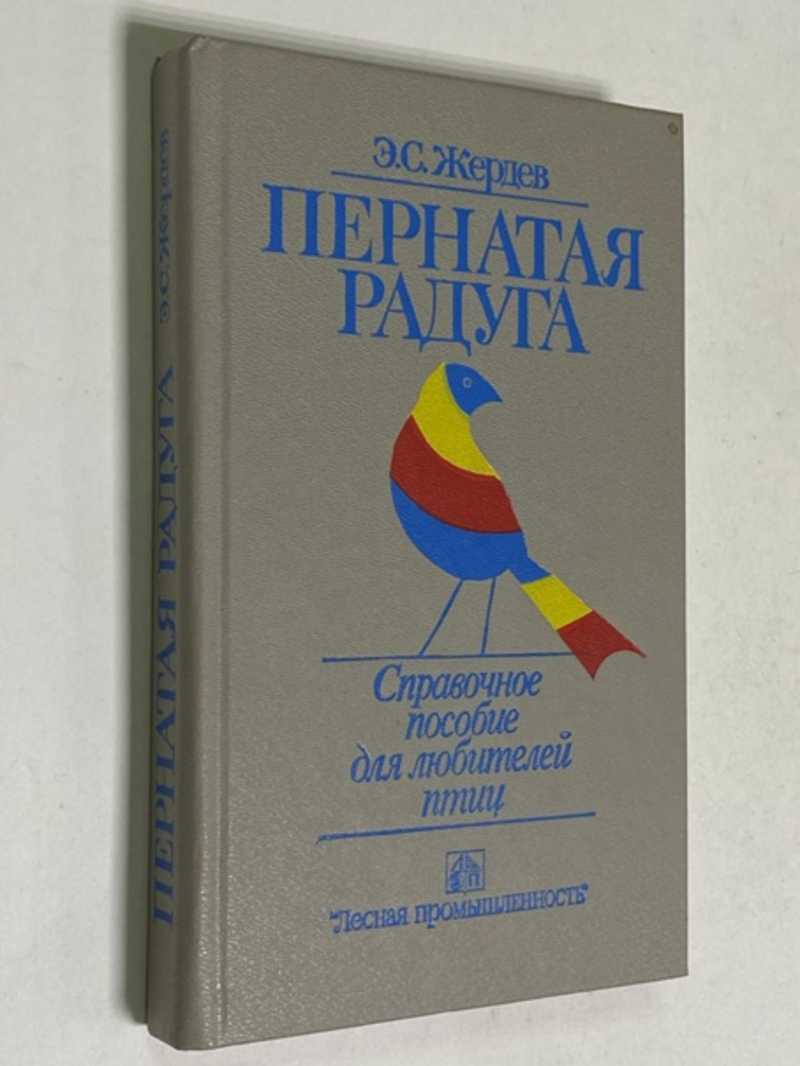 Э.С. Жердев
ПЕРНАТАЯ
РАДУГА
Справочное
пособие
для любителей
птиц
"Лесная промышленность"
ПЕРНАТАЯ РАДУГА Э.С. Жердев